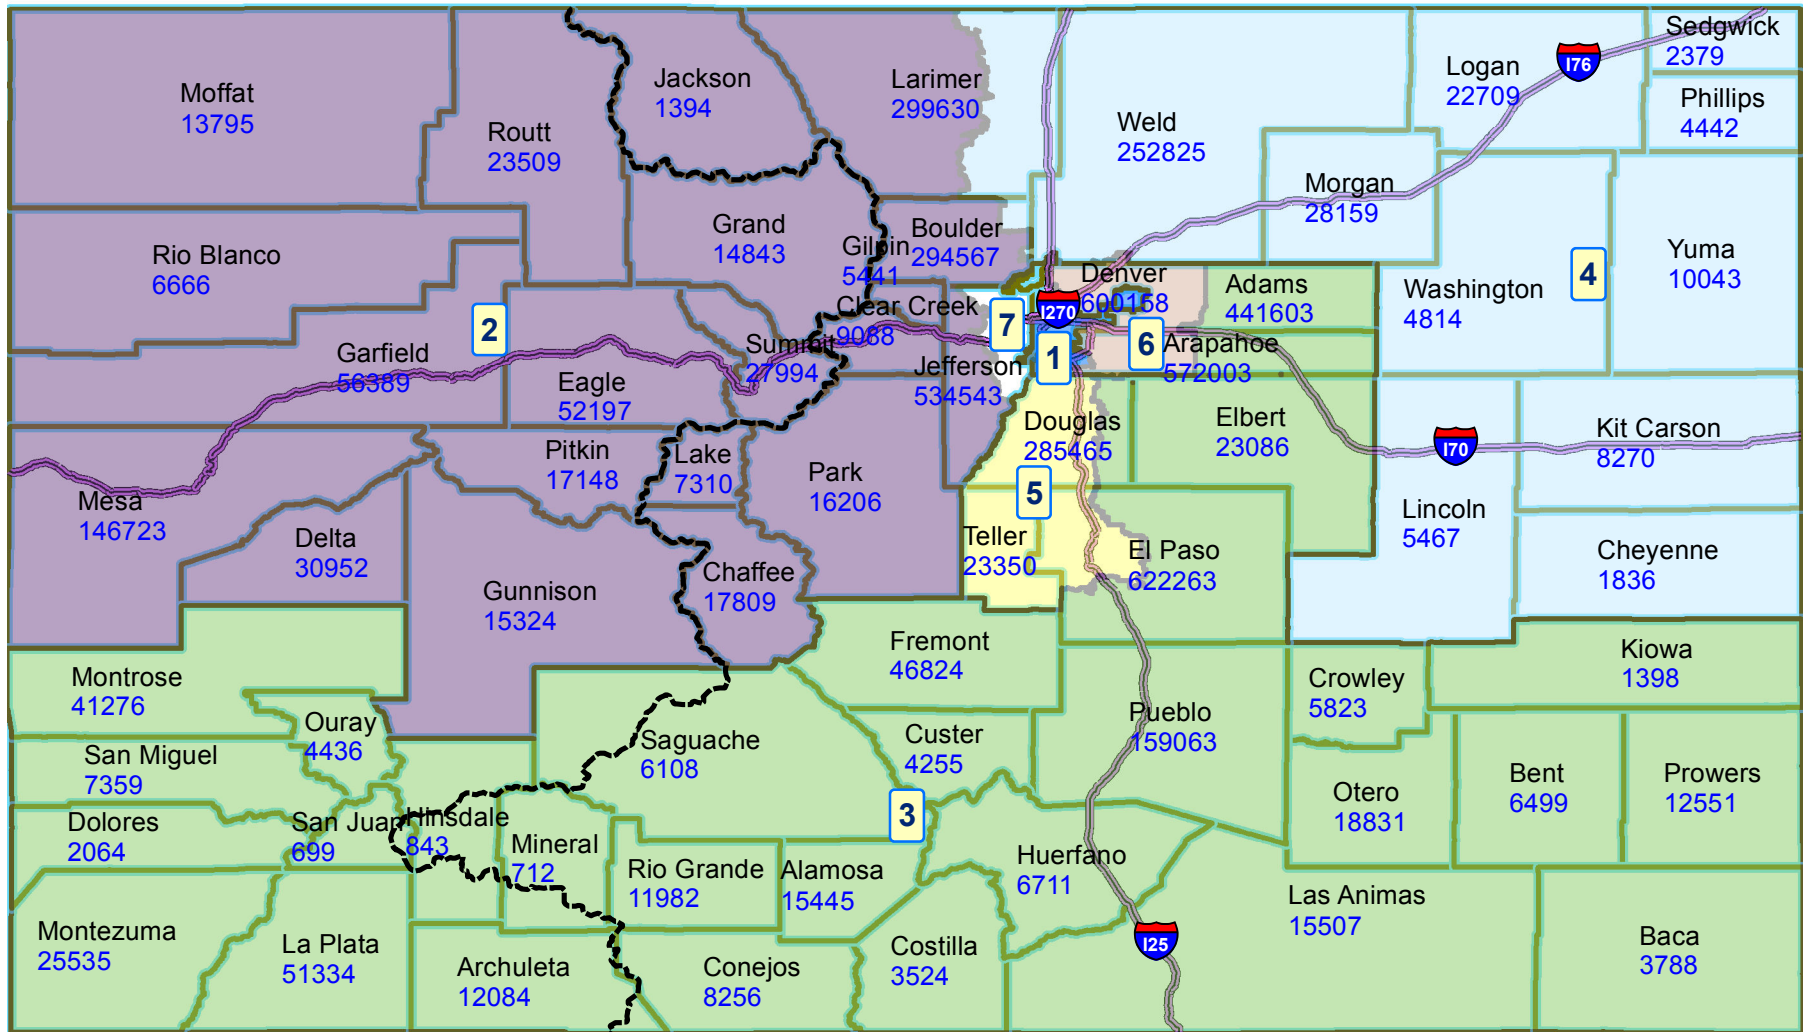 Moffat
13795
Routt
23509
Jackson
1394
Larimer
299630
Weld
252825
Logan
22709
I76
Sedgwick
2379
Phillips
4442
Morgan
28159
Rio Blanco
6666
Grand
14843
Gilpin
5441
Boulder
294567
Denver
600158
Adams
441603
Washington
4814
4
Yuma
10043
2
Garfield
56389
Eagle
52197
Summit
27994
Clear Creek
9088
7
I270
1
6
Arapahoe
572003
Jefferson
534543
Douglas
285465
Elbert
23086
I70
Kit Carson
8270
Mesa
146723
Pitkin
17148
Lake
7310
Park
16206
5
Lincoln
5467
Delta
30952
Gunnison
15324
Chaffee
17809
Teller
23350
El Paso
622263
Cheyenne
1836
Montrose
41276
Ouray
4436
Fremont
46824
Crowley
5823
Kiowa
1398
San Miguel
7359
Saguache
6108
Custer
4255
Pueblo
159063
Otero
18831
Bent
6499
Prowers
12551
Dolores
2064
San Juan
699
Hinsdale
843
Mineral
712
3
Rio Grande
11982
Alamosa
15445
Huerfano
6711
Las Animas
15507
Montezuma
25535
La Plata
51334
Archuleta
12084
Conejos
8256
Costilla
3524
I25
Baca
3788